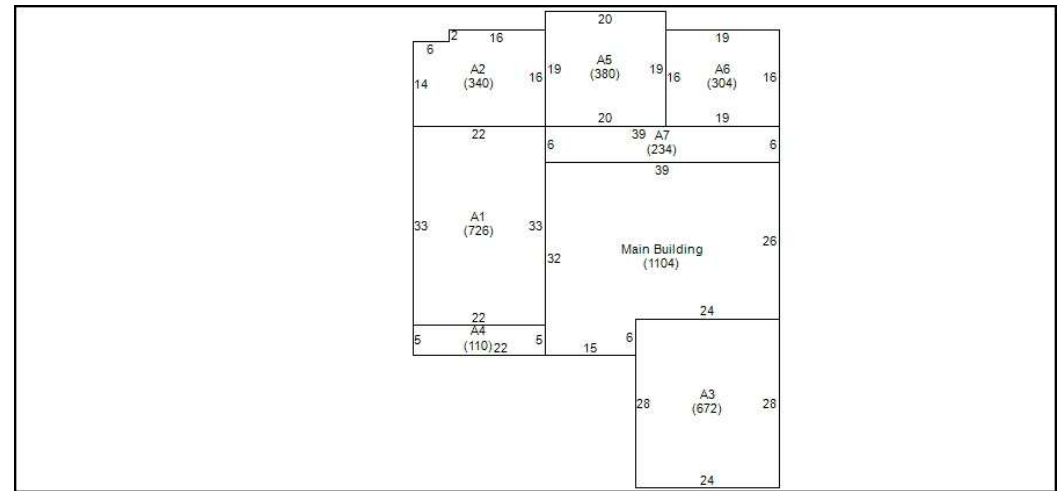 20
2 16 19
6
A2 A5 A6
(340) (380) (304)
14 16 19 19 16 16
20 19
22 39 A7
6 (234) 6
39
A1
(726)
33 33 26
32 Main Building
(1104)
24
22
A4
5 (110) 22 5 15 6
A3
(672)
28 28
24